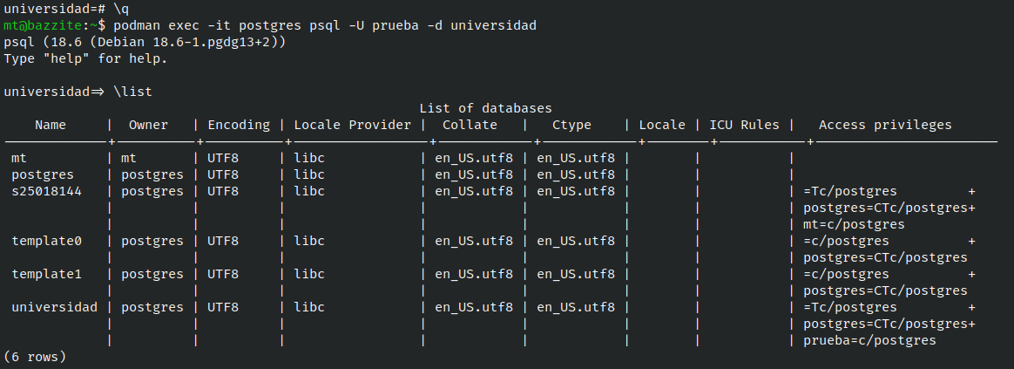 universidad=# \q
mt@bazzite:~$ podman exec -it postgres psql -U prueba -d universidad
psql (18.6 (Debian 18.6-1.pgdg13+2))
Type "help" for help.

universidad=> \list
                                                  List of databases
    Name     |  Owner   | Encoding | Locale Provider |  Collate   |   Ctype    | Locale | ICU Rules |   Access privileges
-------------+----------+----------+-----------------+------------+------------+--------+-----------+-----------------------
 mt          | mt       | UTF8     | libc            | en_US.utf8 | en_US.utf8 |        |           |
 postgres    | postgres | UTF8     | libc            | en_US.utf8 | en_US.utf8 |        |           |
 s25018144   | postgres | UTF8     | libc            | en_US.utf8 | en_US.utf8 |        |           | =Tc/postgres         +
             |          |          |                 |            |            |        |           | postgres=CTc/postgres+
             |          |          |                 |            |            |        |           | mt=c/postgres
 template0   | postgres | UTF8     | libc            | en_US.utf8 | en_US.utf8 |        |           | =c/postgres          +
             |          |          |                 |            |            |        |           | postgres=CTc/postgres
 template1   | postgres | UTF8     | libc            | en_US.utf8 | en_US.utf8 |        |           | =c/postgres          +
             |          |          |                 |            |            |        |           | postgres=CTc/postgres
 universidad | postgres | UTF8     | libc            | en_US.utf8 | en_US.utf8 |        |           | =Tc/postgres         +
             |          |          |                 |            |            |        |           | postgres=CTc/postgres+
             |          |          |                 |            |            |        |           | prueba=c/postgres
(6 rows)